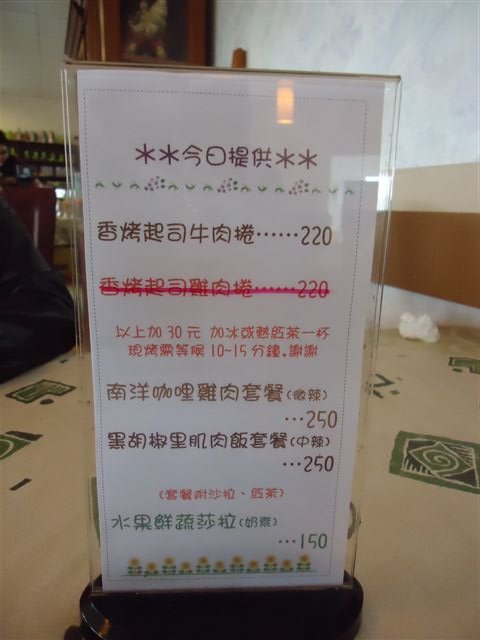 **今日提供**
香烤起司牛肉捲……220
香烤起司雞肉捲……220
以上加30元 加冰或熱紅茶一杯
現烤需等候10~15分鐘.謝謝
南洋咖哩雞肉套餐(微辣)
…250
黑胡椒里肌肉飯套餐(中辣)
…250
(套餐附沙拉、紅茶)
水果鮮蔬莎拉(奶素)
…150